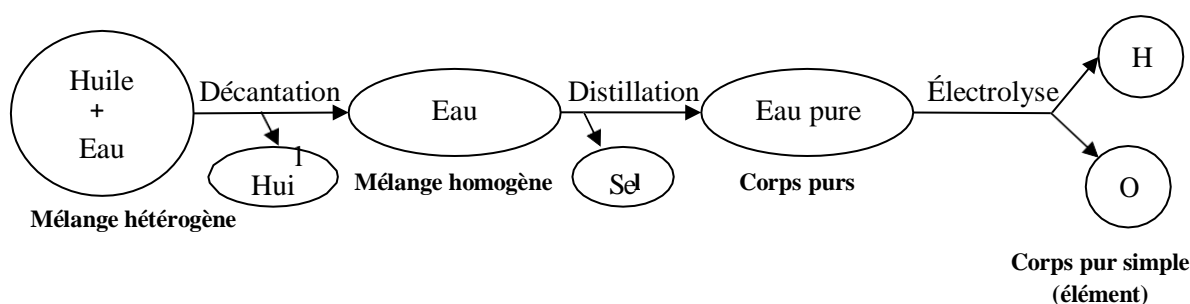 Huile
+
Eau
Décantation
Hui
l
Mélange hétérogène
Eau
Mélange homogène
Distillation
Sel
Eau pure
Corps purs
Électrolyse
H
O
Corps pur simple
(élément)